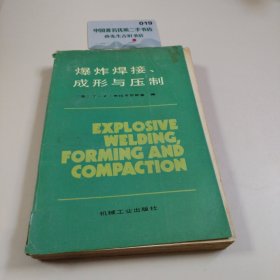 019
爆炸焊接、
成形与压制
EXPLOSIVE
WELDING,
FORMING AND
COMPACTION
机械工业出版社